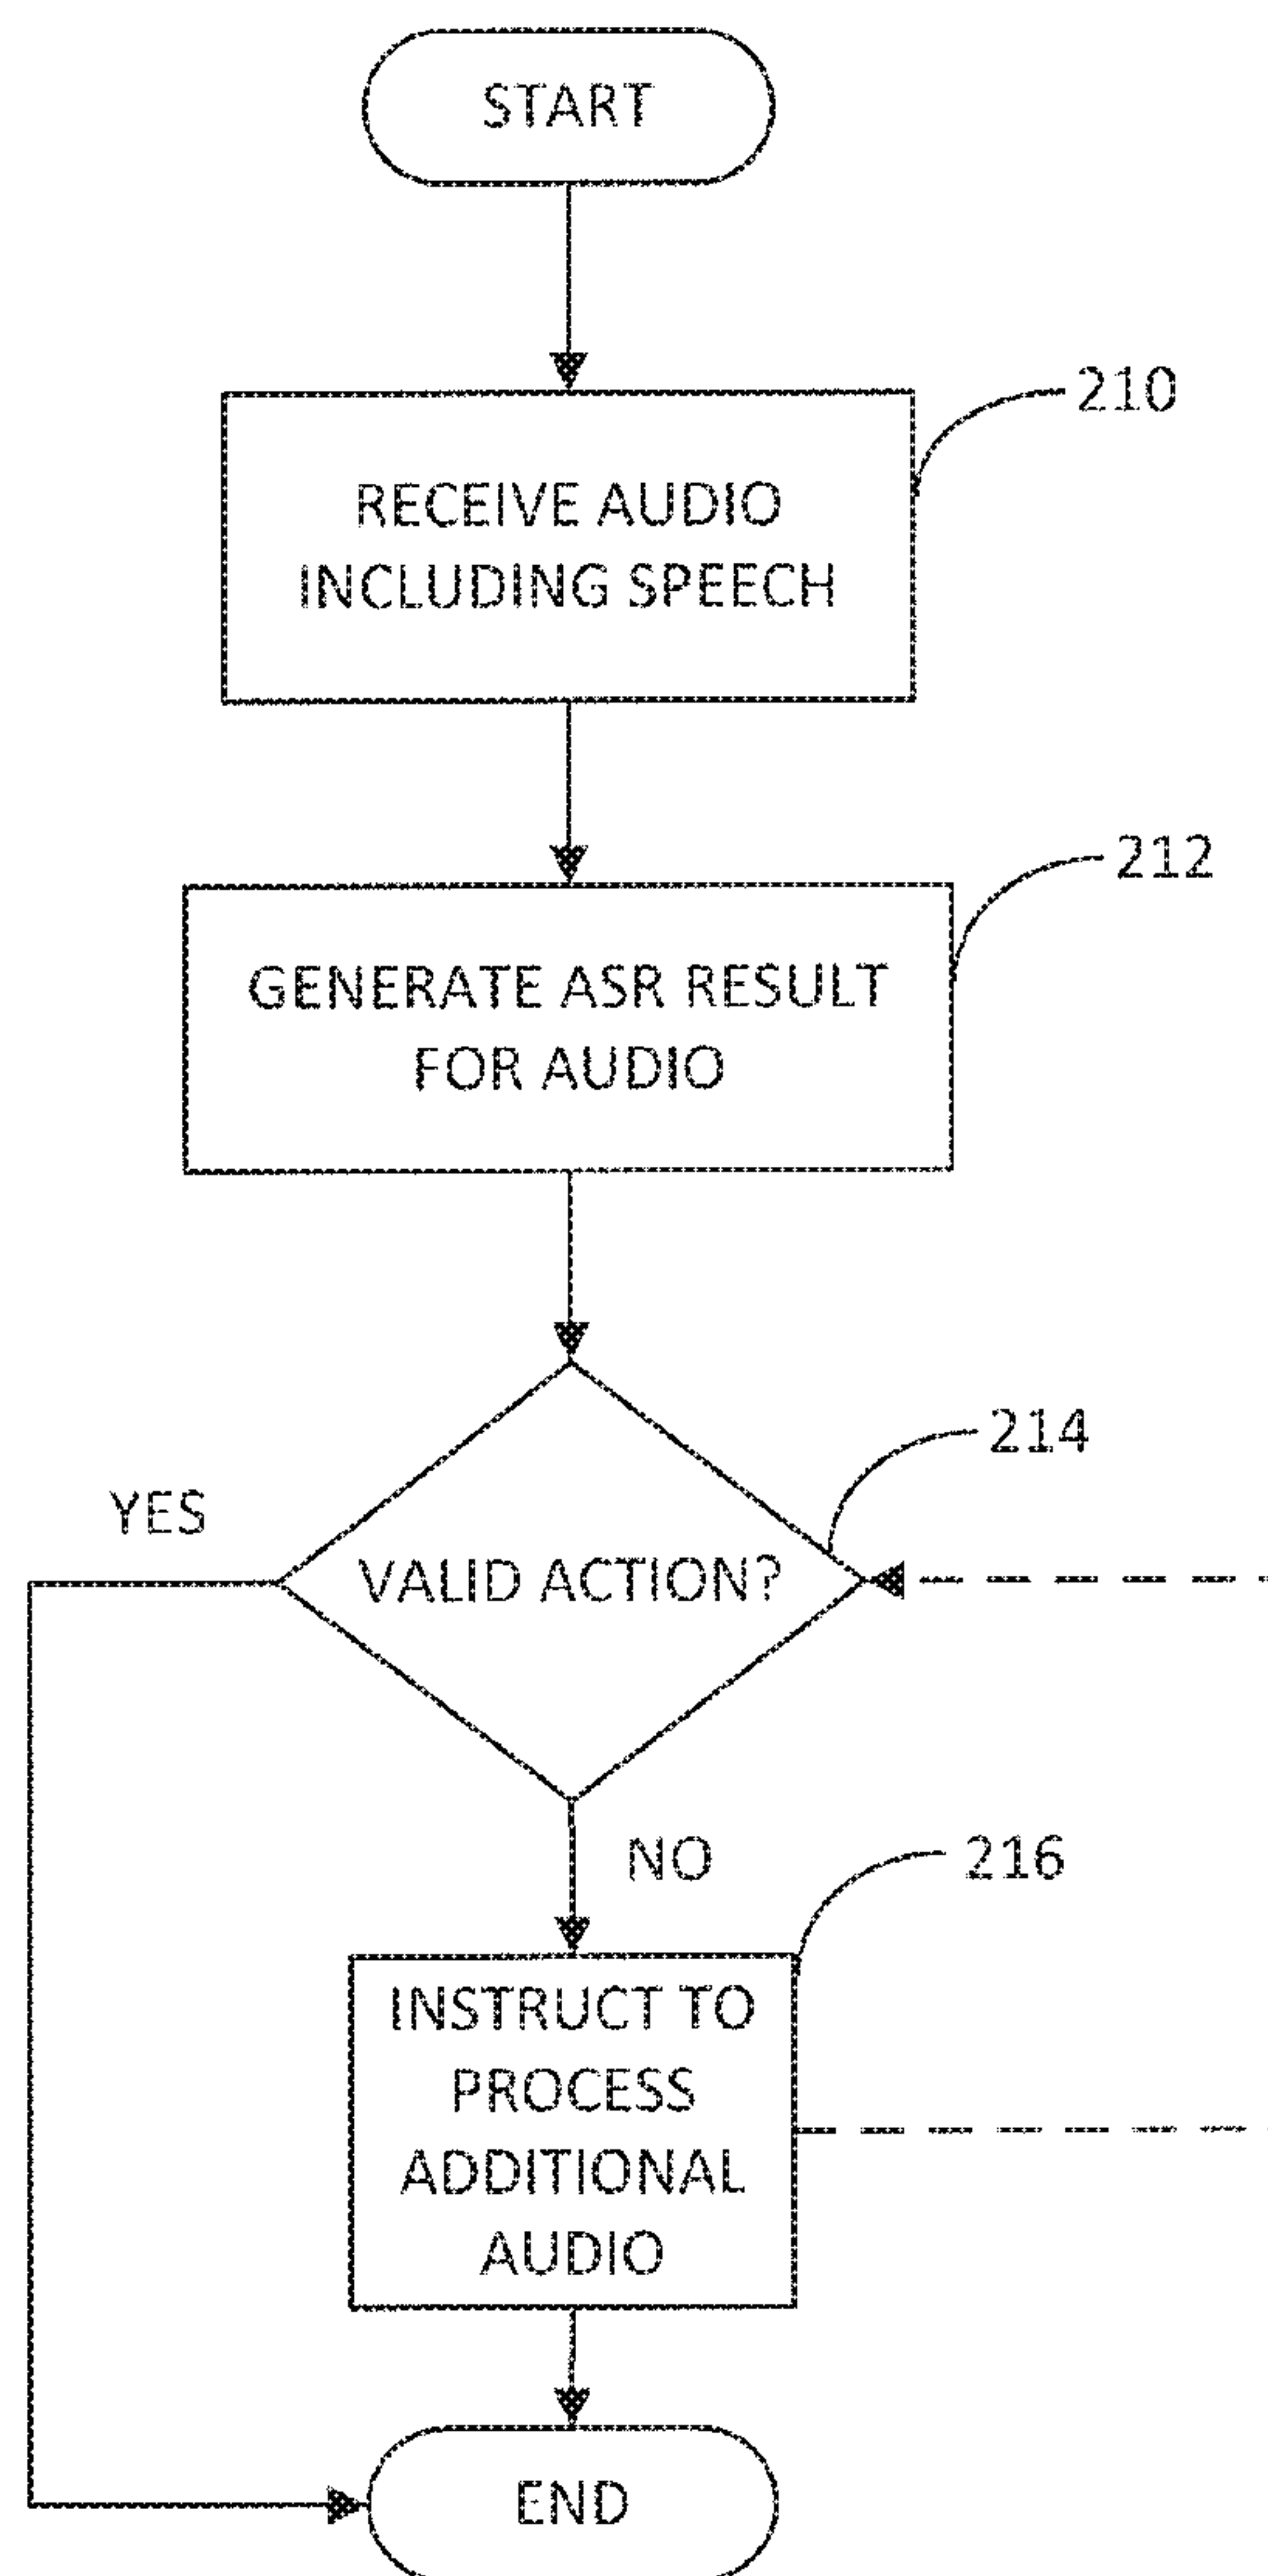 START
210
RECEIVE AUDIO
INCLUDING SPEECH
212
GENERATE ASR RESULT
FOR AUDIO
214
YES
VALID ACTION?
NO
216
INSTRUCT TO
PROCESS
ADDITIONAL
AUDIO
END